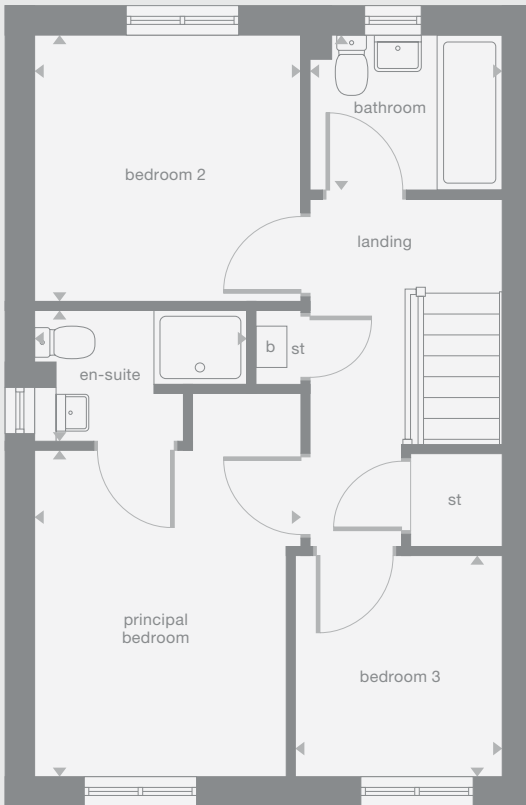 bathroom
bedroom 2
landing
b
st
en-suite
st
principal
bedroom
bedroom 3